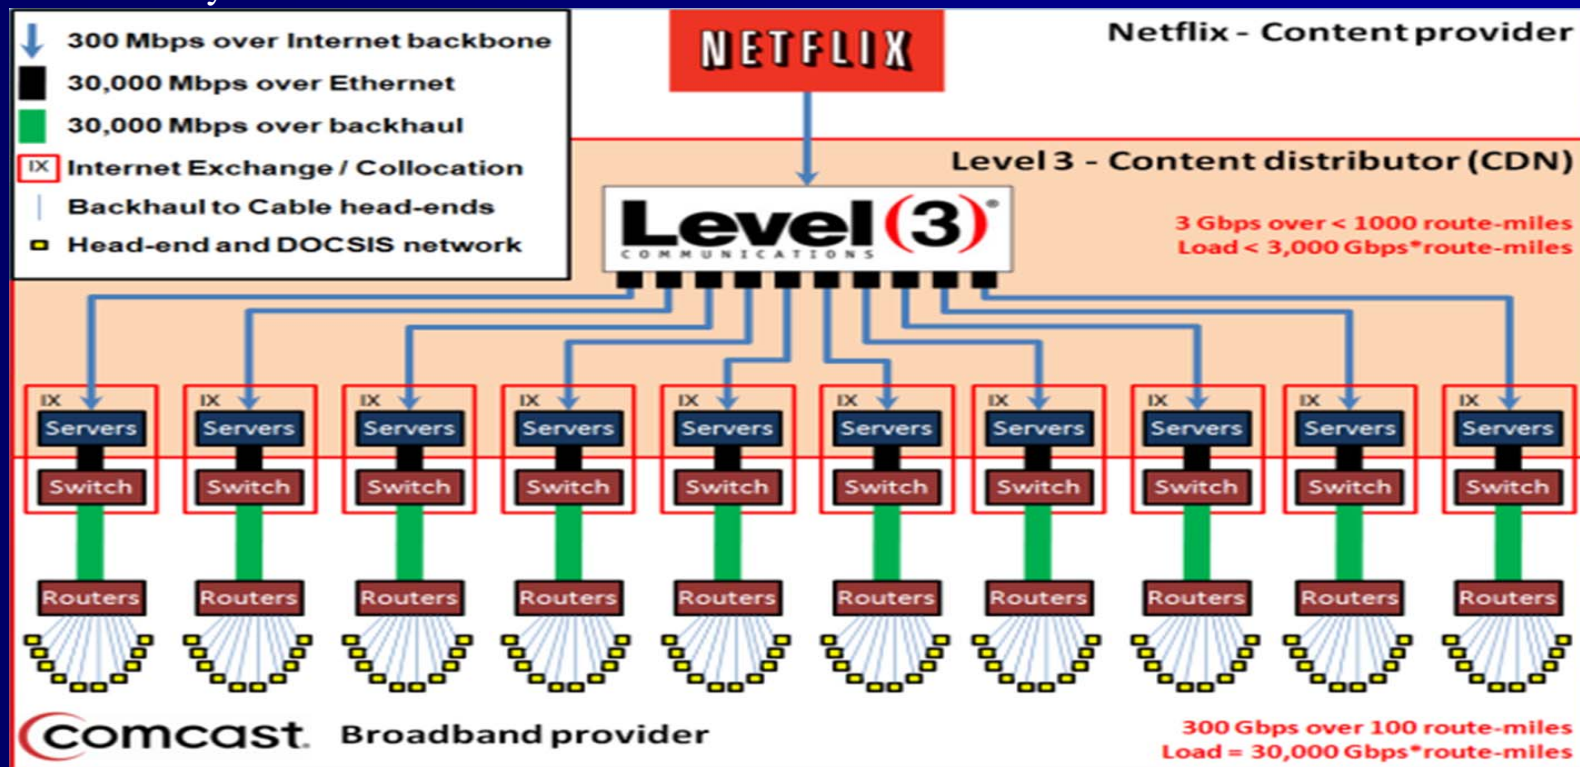 300 Mbps over Internet backbone
30,000 Mbps over Ethernet
30,000 Mbps over backhaul
IX Internet Exchange / Collocation
Backhaul to Cable head-ends
Head-end and DOCSIS network
NETFLIX
Netflix - Content provider
Level 3 - Content distributor (CDN)
Level(3)®
COMMUNICATIONS
3 Gbps over < 1000 route-miles
Load < 3,000 Gbps*route-miles
IX IX IX IX IX IX IX IX IX IX
Servers Servers Servers Servers Servers Servers Servers Servers Servers Servers
Switch Switch Switch Switch Switch Switch Switch Switch Switch Switch
Routers Routers Routers Routers Routers Routers Routers Routers Routers Routers
comcast. Broadband provider
300 Gbps over 100 route-miles
Load = 30,000 Gbps*route-miles